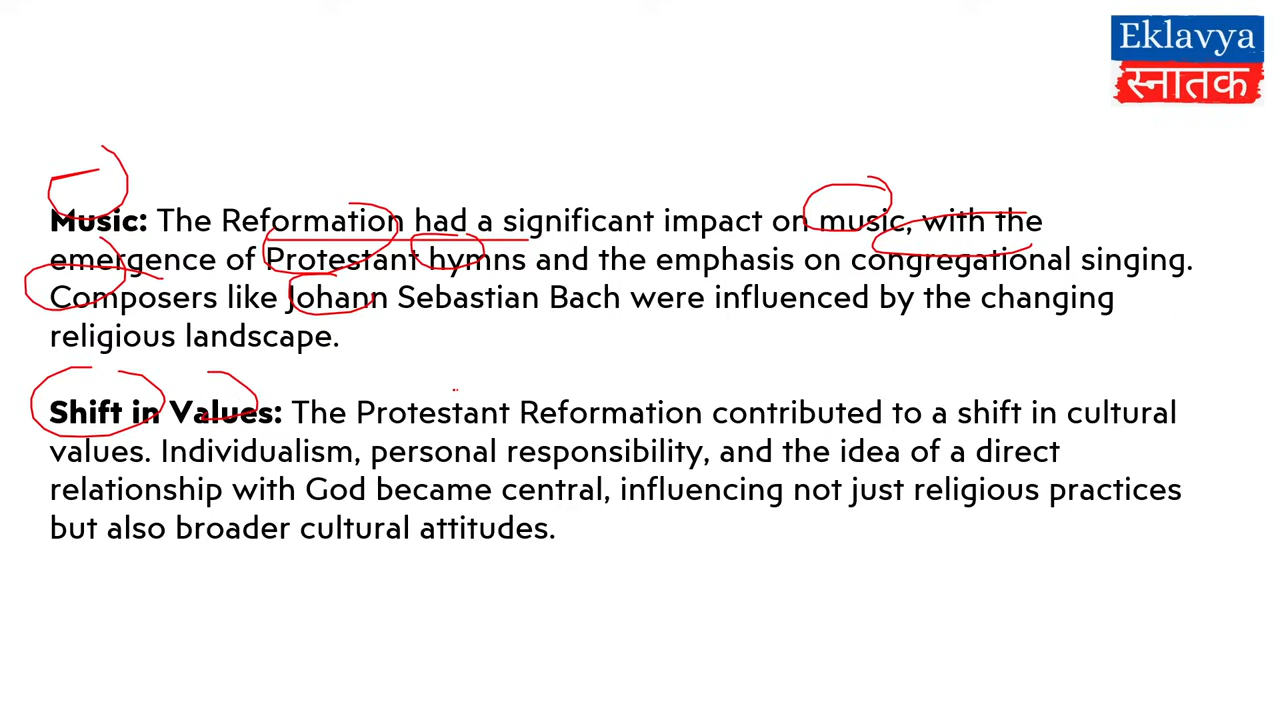 Eklavya
स्नातक
Music: The Reformation had a significant impact on music, with the
emergence of Protestant hymns and the emphasis on congregational singing.
Composers like Johann Sebastian Bach were influenced by the changing
religious landscape.
Shift in Values: The Protestant Reformation contributed to a shift in cultural
values. Individualism, personal responsibility, and the idea of a direct
relationship with God became central, influencing not just religious practices
but also broader cultural attitudes.